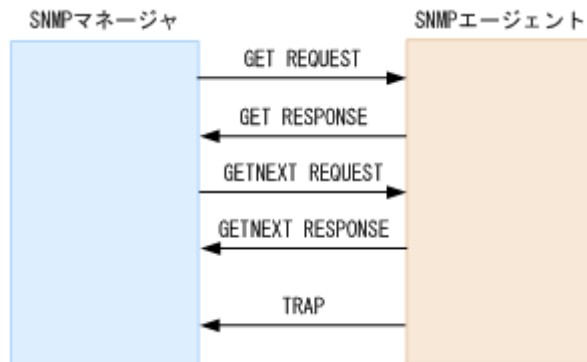 SNMPマネージャ
SNMPエージェント
GET REQUEST
GET RESPONSE
GETNEXT REQUEST
GETNEXT RESPONSE
TRAP